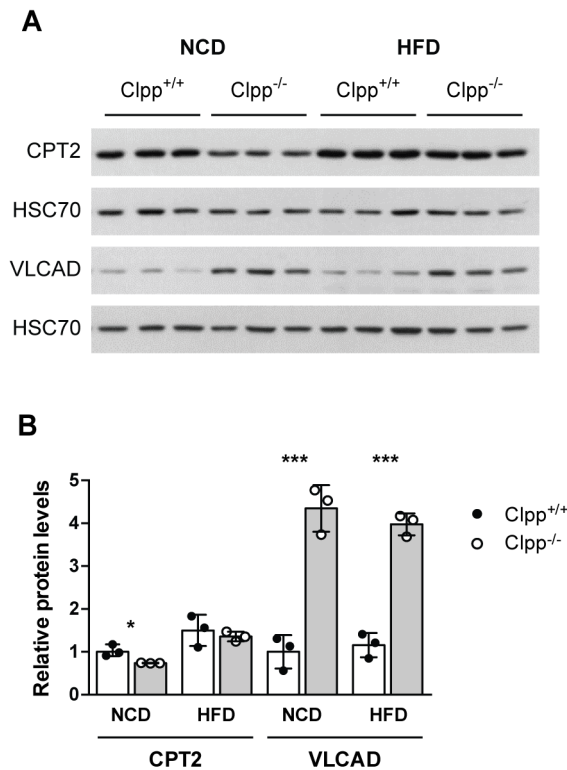 A
NCD HFD
Clpp+/+ Clpp-/- Clpp+/+ Clpp-/-
CPT2
HSC70
VLCAD
HSC70
B
*** ***
5
4
3
2
1
0
*
Relative protein levels
Clpp+/+
Clpp-/-
NCD HFD NCD HFD
CPT2 VLCAD